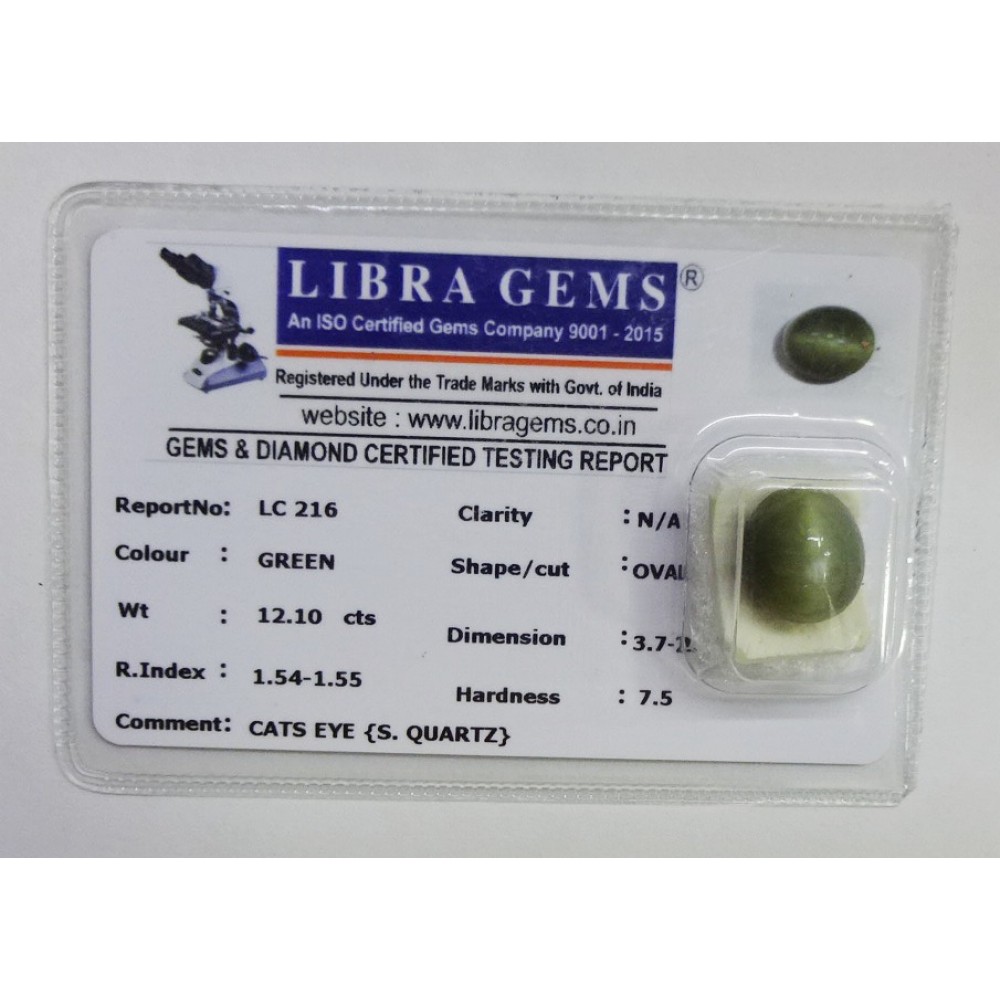 LIBRA GEMS ®
An ISO Certified Gems Company 9001 - 2015
Registered Under the Trade Marks with Govt. of India
website : www.libragems.co.in
GEMS & DIAMOND CERTIFIED TESTING REPORT
ReportNo: LC 216
Colour : GREEN
Wt : 12.10 cts
R.Index : 1.54-1.55
Comment: CATS EYE {S. QUARTZ}
Clarity : N/A
Shape/cut : OVAL
Dimension : 3.7-
Hardness : 7.5